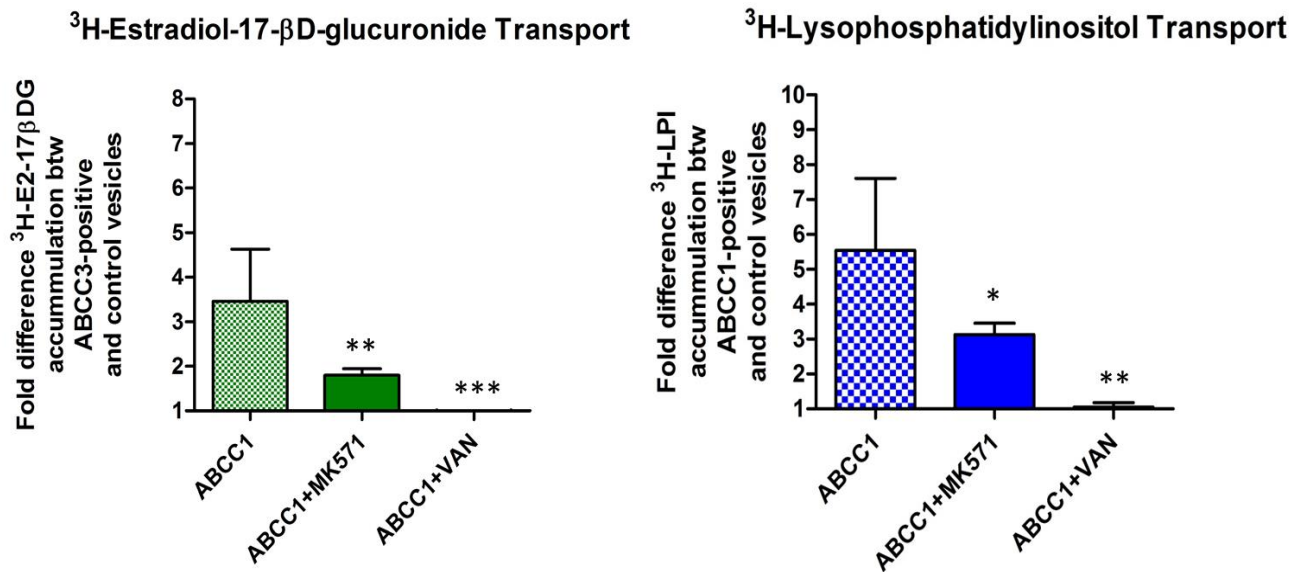 ³H-Estradiol-17-βD-glucuronide Transport
Fold difference ³H-E2-17βDG
accummulation btw
ABCC3-positive
and control vesicles
8
7
6
5
4
3
2
1
**
***
ABCC1
ABCC1+MK571
ABCC1+VAN
³H-Lysophosphatidylinositol Transport
Fold difference ³H-LPI
accummulation btw
ABCC1-positive
and control vesicles
10
9
8
7
6
5
4
3
2
1
*
**
ABCC1
ABCC1+MK571
ABCC1+VAN